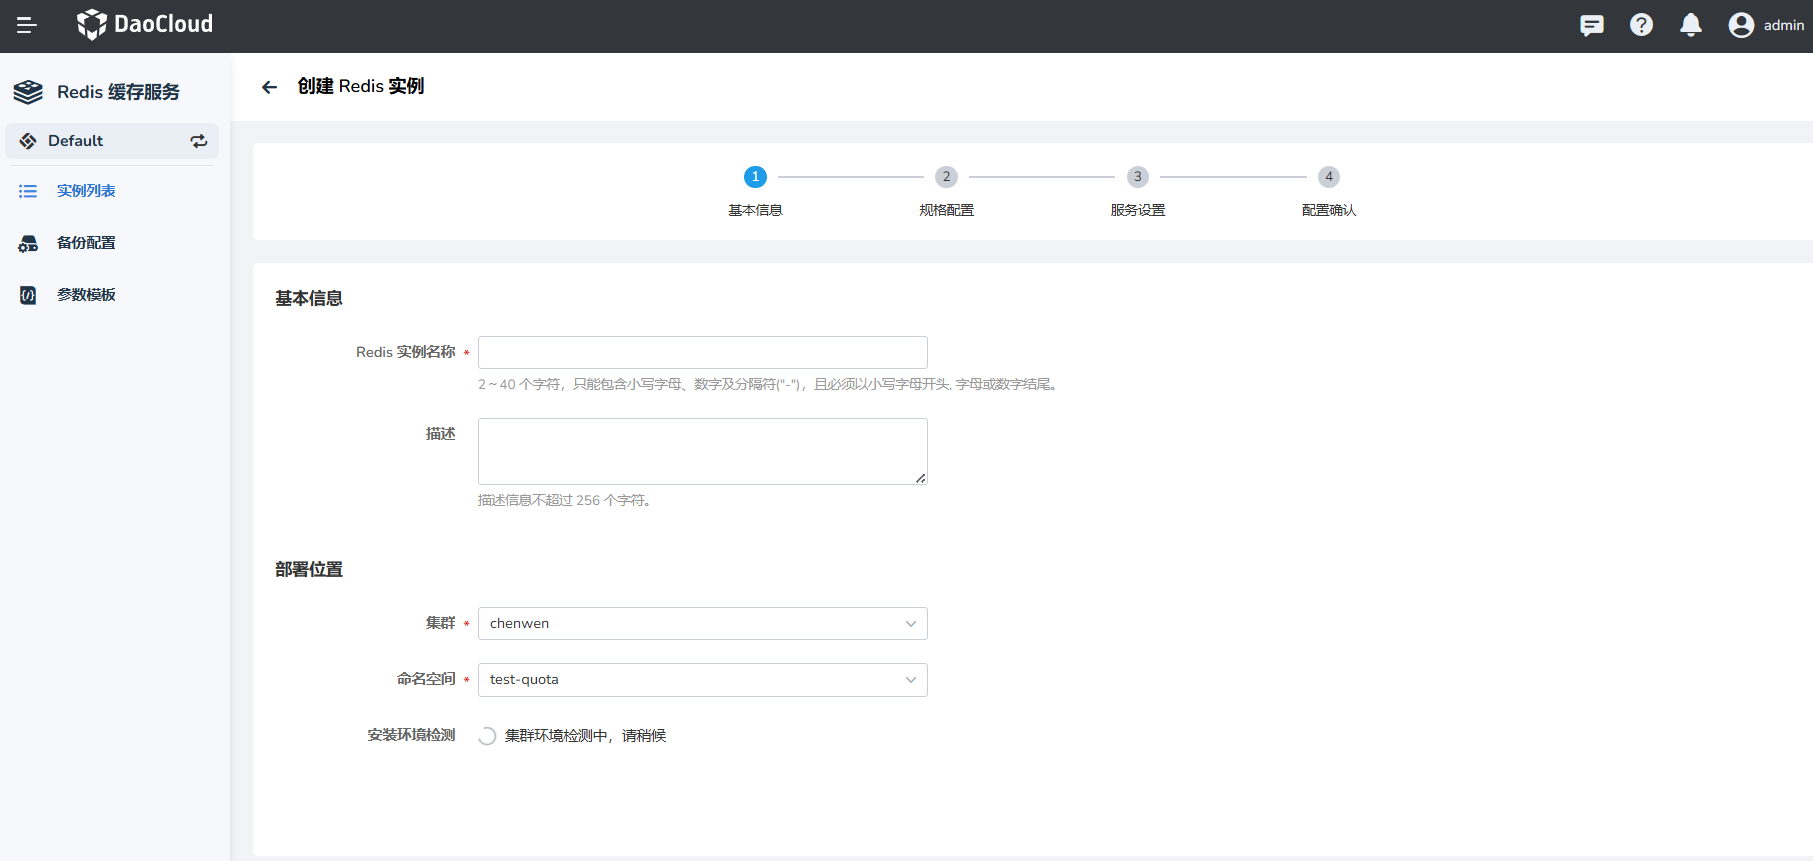 DaoCloud
admin
Redis 缓存服务
Default
实例列表
备份配置
参数模板
创建 Redis 实例
1
2
3
4
基本信息
规格配置
服务设置
配置确认
基本信息
Redis 实例名称 *
2 ~ 40 个字符，只能包含小写字母、数字及分隔符("-")，且必须以小写字母开头, 字母或数字结尾。
描述
描述信息不超过 256 个字符。
部署位置
集群 * chenwen
命名空间 * test-quota
安装环境检测 集群环境检测中，请稍候